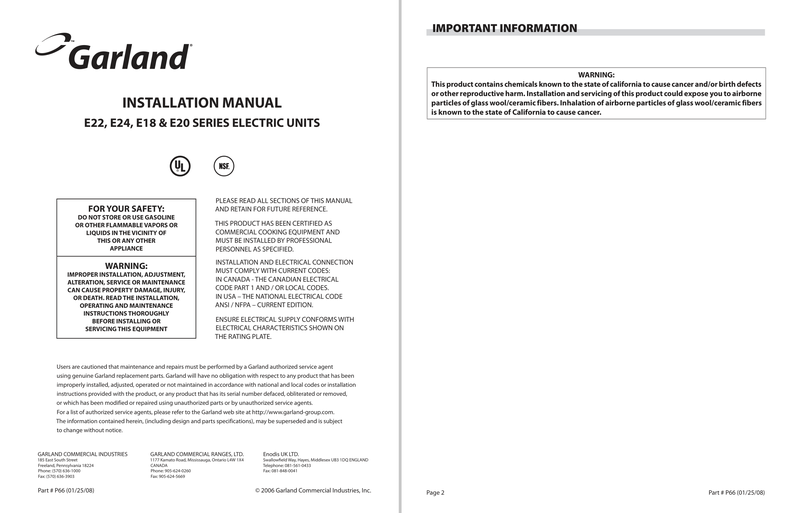 Garland
INSTALLATION MANUAL
E22, E24, E18 & E20 SERIES ELECTRIC UNITS
UL
NSF.
FOR YOUR SAFETY:
DO NOT STORE OR USE GASOLINE
OR OTHER FLAMMABLE VAPORS OR
LIQUIDS IN THE VICINITY OF
THIS OR ANY OTHER
APPLIANCE
WARNING:
IMPROPER INSTALLATION, ADJUSTMENT,
ALTERATION, SERVICE OR MAINTENANCE
CAN CAUSE PROPERTY DAMAGE, INJURY,
OR DEATH. READ THE INSTALLATION,
OPERATING AND MAINTENANCE
INSTRUCTIONS THOROUGHLY
BEFORE INSTALLING OR
SERVICING THIS EQUIPMENT
PLEASE READ ALL SECTIONS OF THIS MANUAL
AND RETAIN FOR FUTURE REFERENCE.
THIS PRODUCT HAS BEEN CERTIFIED AS
COMMERCIAL COOKING EQUIPMENT AND
MUST BE INSTALLED BY PROFESSIONAL
PERSONNEL AS SPECIFIED.
INSTALLATION AND ELECTRICAL CONNECTION
MUST COMPLY WITH CURRENT CODES:
IN CANADA - THE CANADIAN ELECTRICAL
CODE PART 1 AND / OR LOCAL CODES.
IN USA – THE NATIONAL ELECTRICAL CODE
ANSI / NFPA – CURRENT EDITION.
ENSURE ELECTRICAL SUPPLY CONFORMS WITH
ELECTRICAL CHARACTERISTICS SHOWN ON
THE RATING PLATE.
Users are cautioned that maintenance and repairs must be performed by a Garland authorized service agent
using genuine Garland replacement parts. Garland will have no obligation with respect to any product that has been
improperly installed, adjusted, operated or not maintained in accordance with national and local codes or installation
instructions provided with the product, or any product that has its serial number defaced, obliterated or removed,
or which has been modified or repaired using unauthorized parts or by unauthorized service agents.
For a list of authorized service agents, please refer to the Garland web site at http://www.garland-group.com.
The information contained herein, (including design and parts specifications), may be superseded and is subject
to change without notice.
GARLAND COMMERCIAL INDUSTRIES
185 East South Street
Freeland, Pennsylvania 18224
Phone: (570) 636-1000
Fax: (570) 636-3903
GARLAND COMMERCIAL RANGES, LTD.
1177 Kamato Road, Mississauga, Ontario L4W 1X4
CANADA
Phone: 905-624-0260
Fax: 905-624-5669
Enodis UK LTD.
Swallowfield Way, Hayes, Middlesex UB3 1DQ ENGLAND
Telephone: 081-561-0433
Fax: 081-848-0041
Part # P66 (01/25/08)
© 2006 Garland Commercial Industries, Inc.
IMPORTANT INFORMATION
WARNING:
This product contains chemicals known to the state of california to cause cancer and/or birth defects
or other reproductive harm. Installation and servicing of this product could expose you to airborne
particles of glass wool/ceramic fibers. Inhalation of airborne particles of glass wool/ceramic fibers
is known to the state of California to cause cancer.
Page 2
Part # P66 (01/25/08)